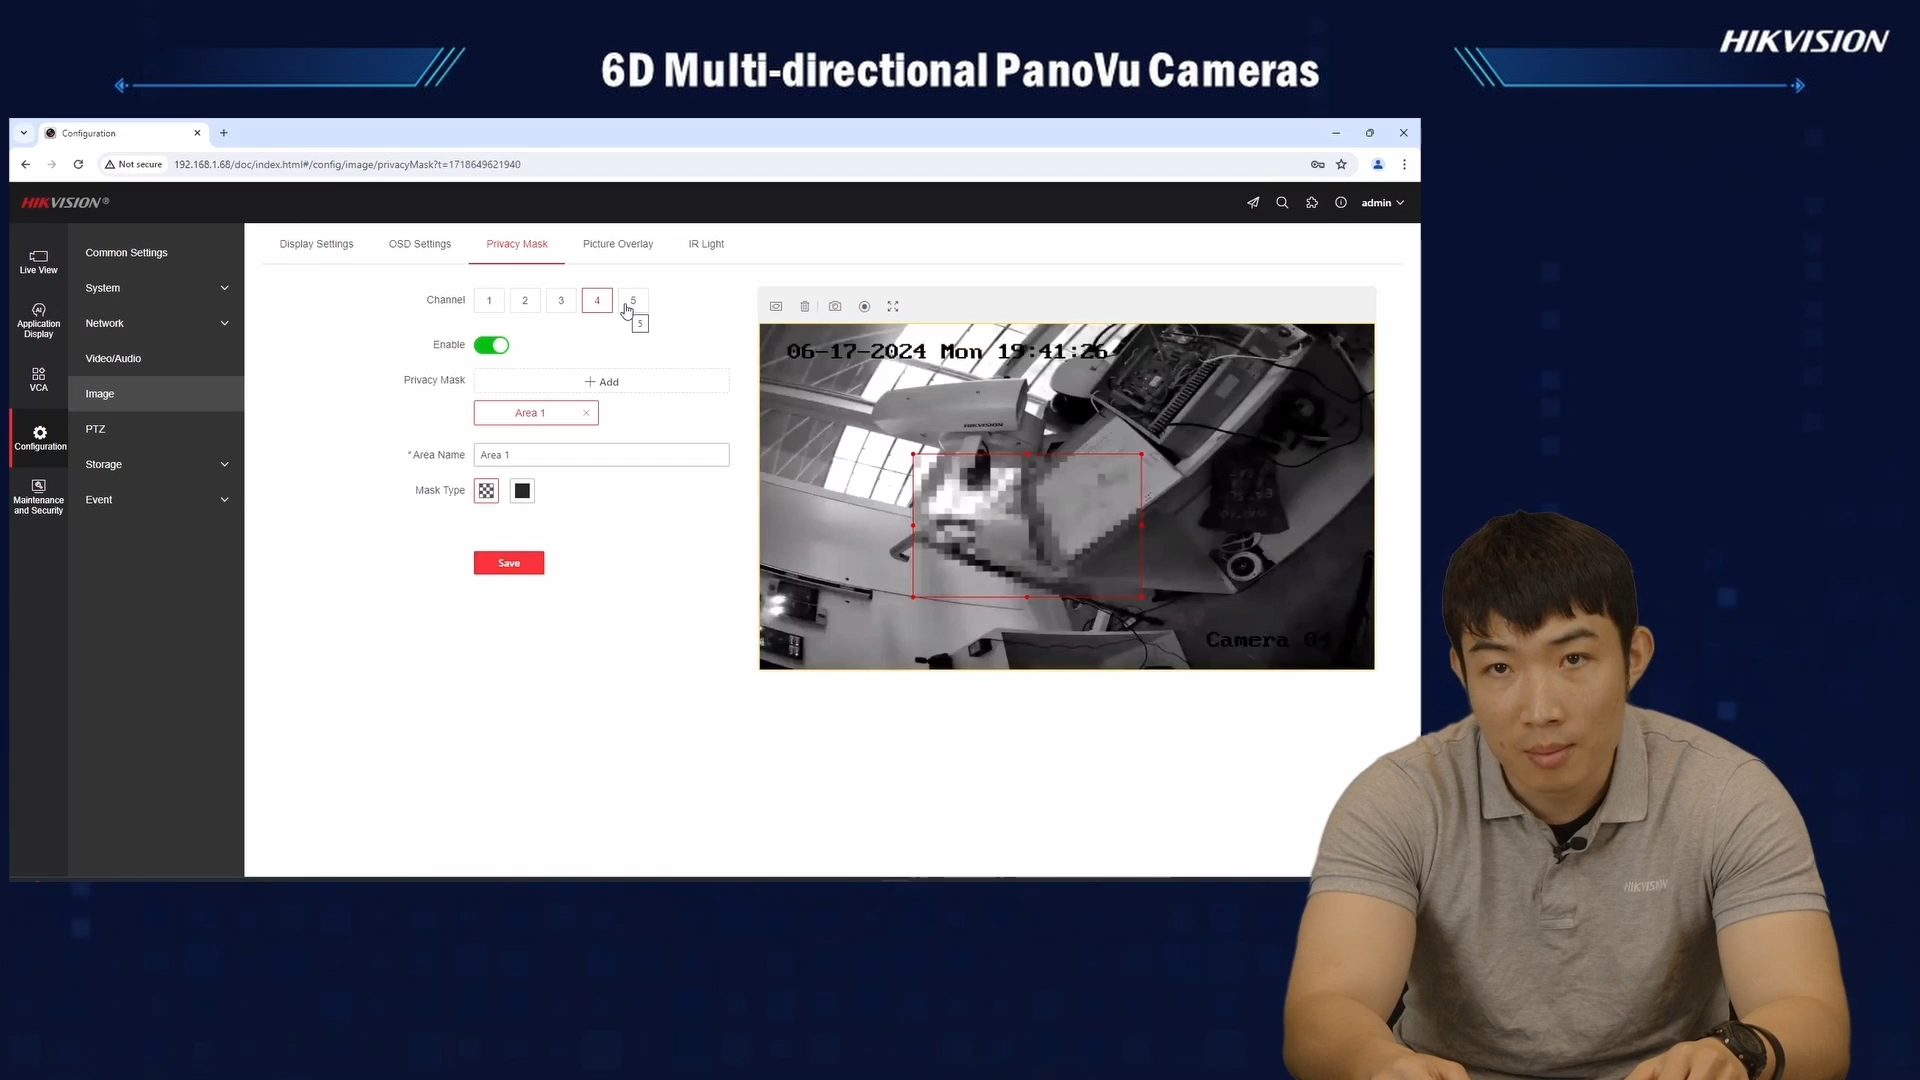 HIKVISION
6D Multi-directional PanoVu Cameras
Configuration
Not secure
192.168.1.68/doc/index.html#/config/image/privacyMask?t=1718649621940
HIKVISION®
admin
Live View
Application
Display
VCA
Configuration
Maintenance
and Security
Common Settings
System
Network
Video/Audio
Image
PTZ
Storage
Event
Display Settings
OSD Settings
Privacy Mask
Picture Overlay
IR Light
Channel
1
2
3
4
5
5
Enable
Privacy Mask
+ Add
Area 1
*Area Name
Area 1
Mask Type
Save
06-17-2024 Mon 19:41:26
HIKVISION
Camera 04
HIKVISION